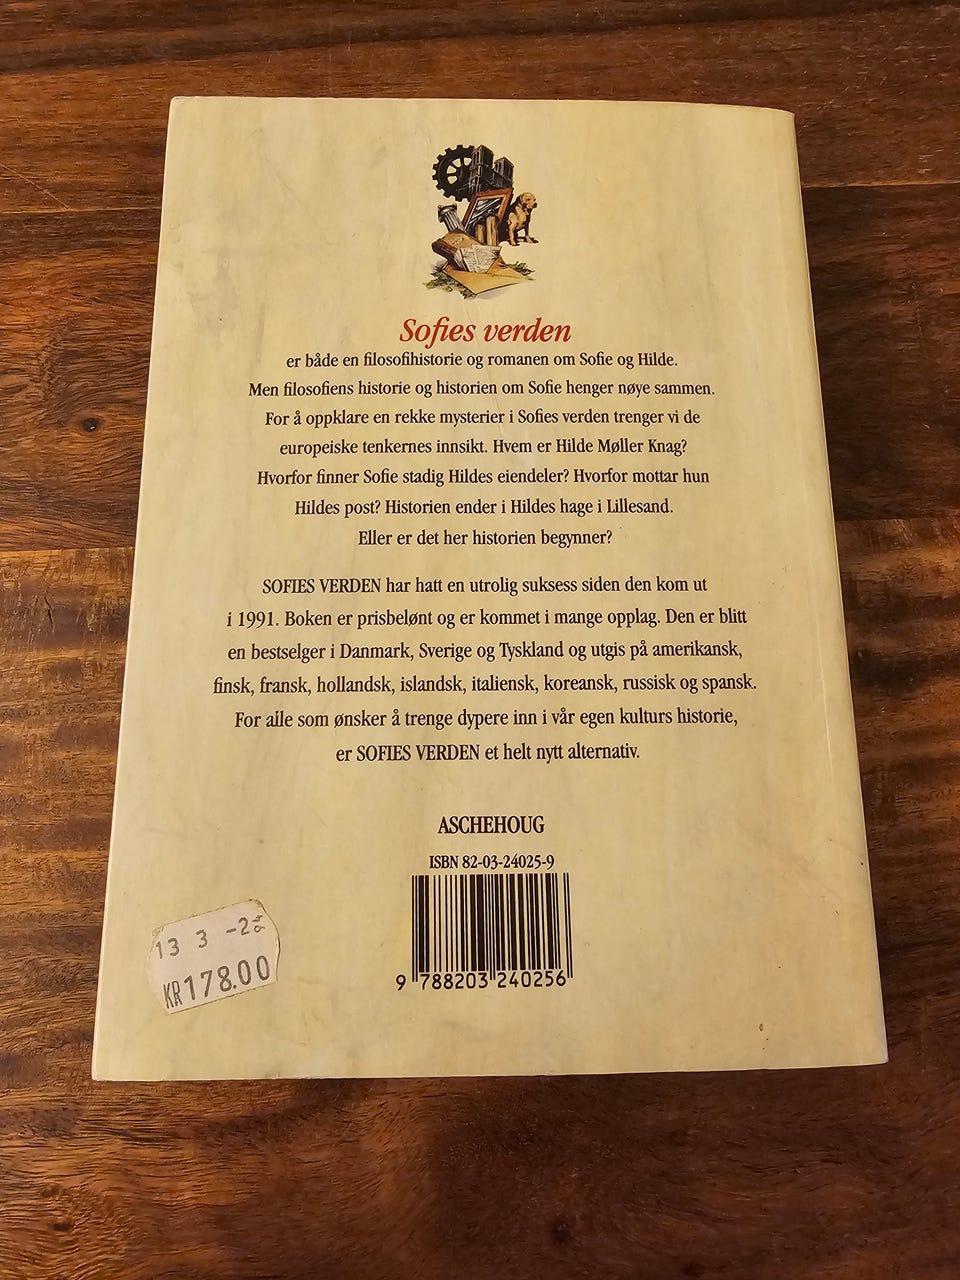 Sofies verden
er både en filosofihistorie og romanen om Sofie og Hilde.
Men filosofiens historie og historien om Sofie henger nøye sammen.
For å oppklare en rekke mysterier i Sofies verden trenger vi de
europeiske tenkernes innsikt. Hvem er Hilde Møller Knag?
Hvorfor finner Sofie stadig Hildes eiendeler? Hvorfor mottar hun
Hildes post? Historien ender i Hildes hage i Lillesand.
Eller er det her historien begynner?
SOFIES VERDEN har hatt en utrolig suksess siden den kom ut
i 1991. Boken er prisbelønt og er kommet i mange opplag. Den er blitt
en bestselger i Danmark, Sverige og Tyskland og utgis på amerikansk,
finsk, fransk, hollandsk, islandsk, italiensk, koreansk, russisk og spansk.
For alle som ønsker å trenge dypere inn i vår egen kulturs historie,
er SOFIES VERDEN et helt nytt alternativ.
ASCHEHOUG
ISBN 82-03-24025-9
9 788203 240256
13 3 -2
KR178.00